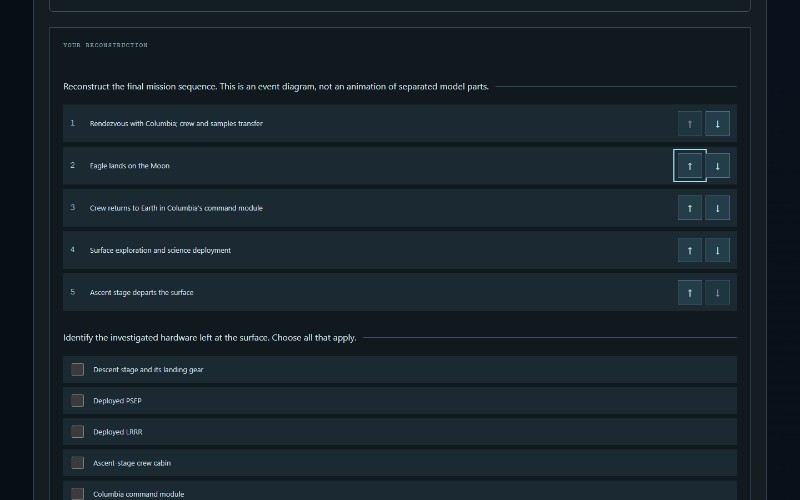 YOUR RECONSTRUCTION
Reconstruct the final mission sequence. This is an event diagram, not an animation of separated model parts.
1 Rendezvous with Columbia; crew and samples transfer ↑ ↓
2 Eagle lands on the Moon ↑ ↓
3 Crew returns to Earth in Columbia's command module ↑ ↓
4 Surface exploration and science deployment ↑ ↓
5 Ascent stage departs the surface ↑ ↓
Identify the investigated hardware left at the surface. Choose all that apply.
Descent stage and its landing gear
Deployed PSEP
Deployed LRRR
Ascent-stage crew cabin
Columbia command module